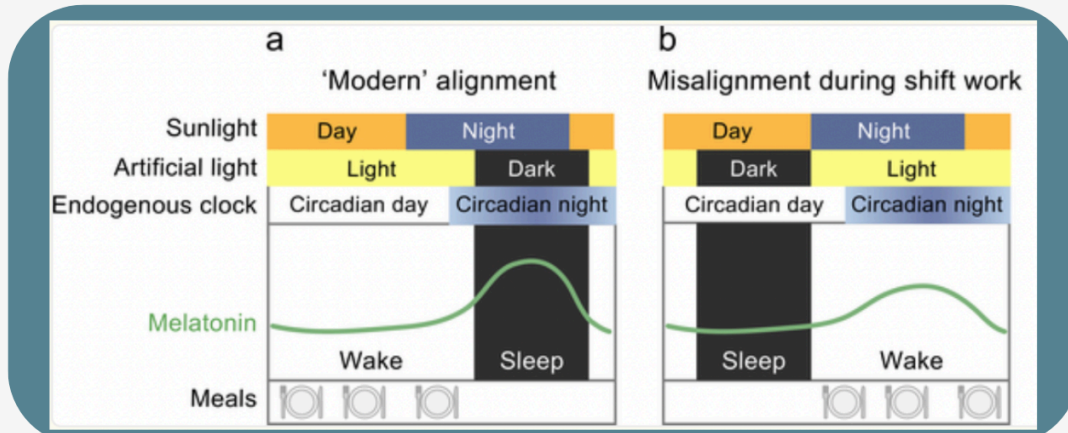 a
b
‘Modern’ alignment
Misalignment during shift work
Sunlight Day Night Day Night
Artificial light Light Dark Dark Light
Endogenous clock Circadian day Circadian night Circadian day Circadian night
Melatonin
Wake Sleep Sleep Wake
Meals